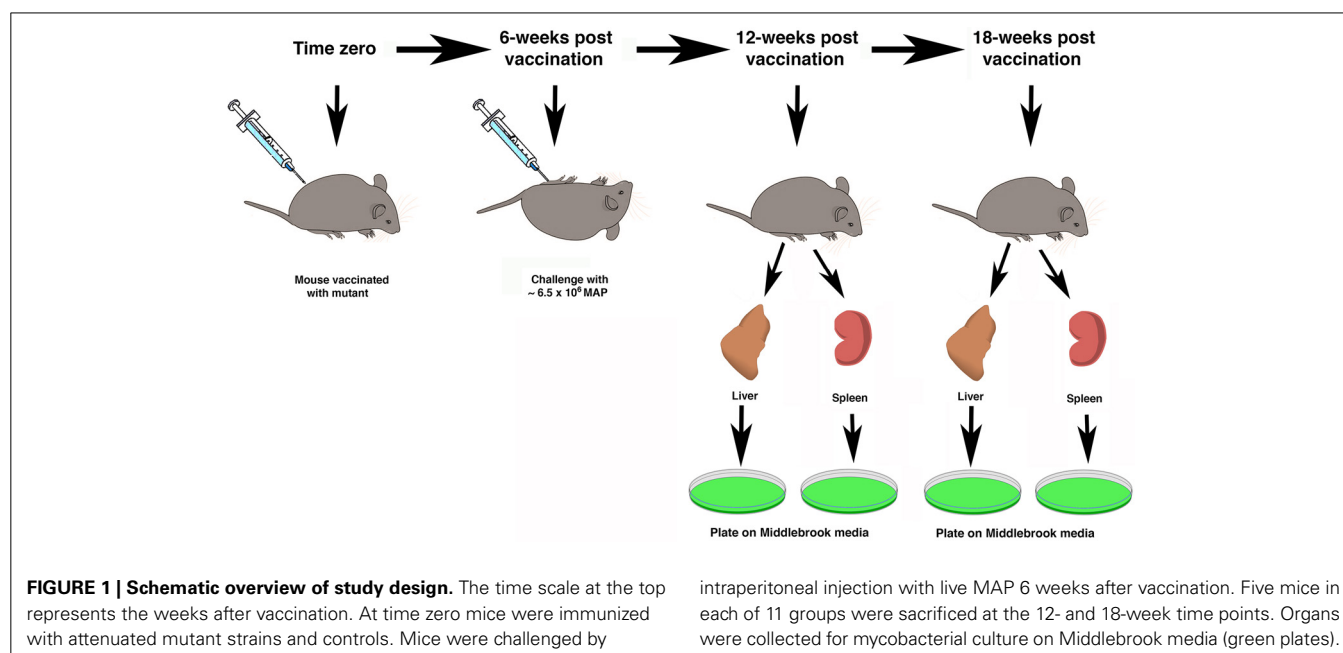 Time zero
6-weeks post
vaccination
12-weeks post
vaccination
18-weeks post
vaccination
Mouse vaccinated
with mutant
Challenge with
~ 6.5 x 10⁶ MAP
Liver
Spleen
Liver
Spleen
Plate on Middlebrook media
Plate on Middlebrook media
FIGURE 1 | Schematic overview of study design. The time scale at the top
represents the weeks after vaccination. At time zero mice were immunized
with attenuated mutant strains and controls. Mice were challenged by
intraperitoneal injection with live MAP 6 weeks after vaccination. Five mice in
each of 11 groups were sacrificed at the 12- and 18-week time points. Organs
were collected for mycobacterial culture on Middlebrook media (green plates).